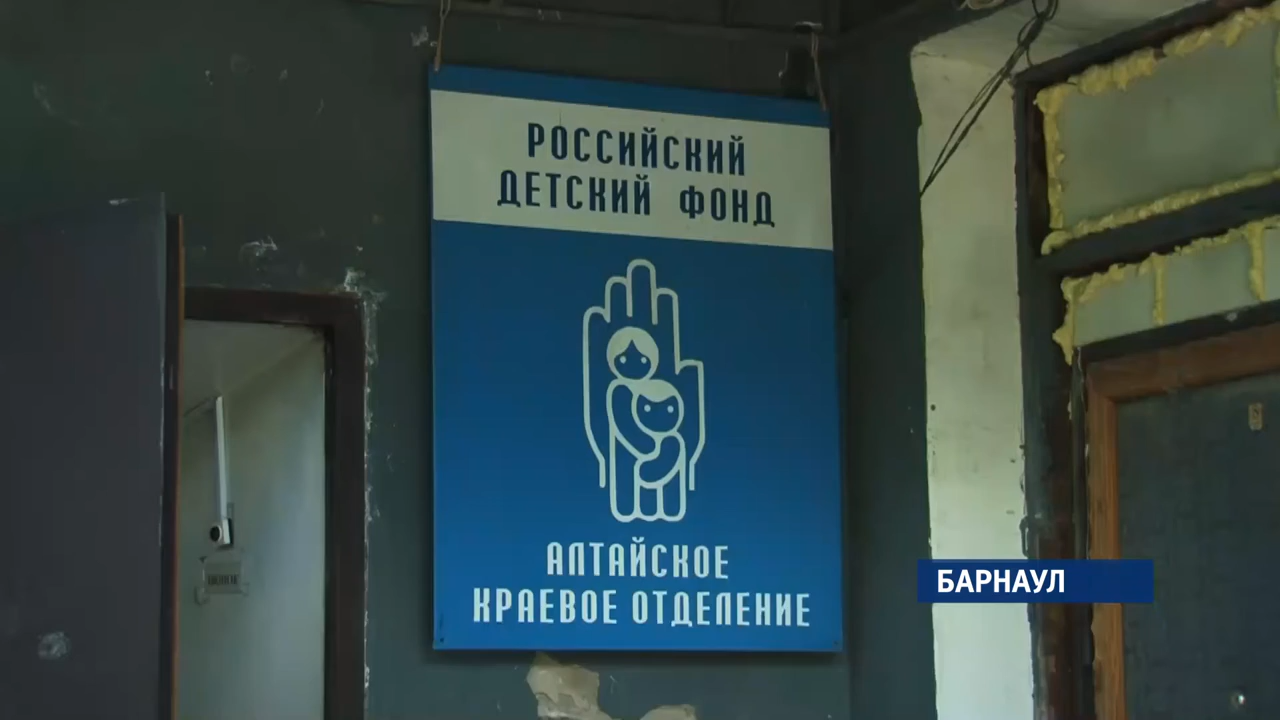 РОССИЙСКИЙ
ДЕТСКИЙ ФОНД
АЛТАЙСКОЕ
КРАЕВОЕ ОТДЕЛЕНИЕ
БАРНАУЛ